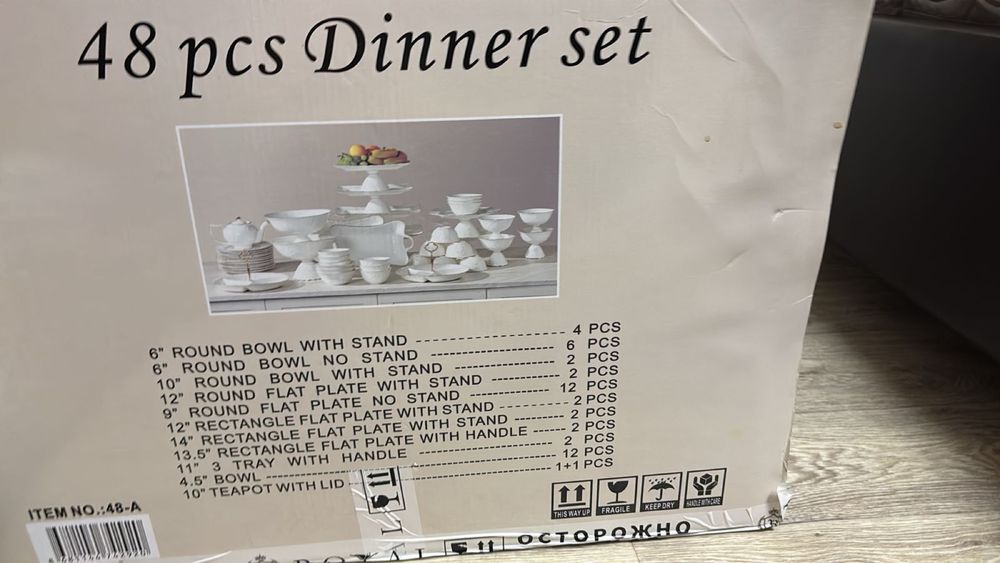 48 pcs Dinner set
6" ROUND BOWL WITH STAND ---------------- 4 PCS
6" ROUND BOWL NO STAND ---------------- 6 PCS
10" ROUND BOWL WITH STAND ---------------- 2 PCS
12" ROUND FLAT PLATE WITH STAND ---------------- 2 PCS
9" ROUND FLAT PLATE NO STAND ---------------- 12 PCS
12" RECTANGLE FLAT PLATE WITH STAND -------- 2 PCS
14" RECTANGLE FLAT PLATE WITH STAND -------- 2 PCS
13.5" RECTANGLE FLAT PLATE WITH HANDLE ------ 2 PCS
11" 3 TRAY WITH HANDLE ---------------- 2 PCS
4.5" BOWL ---------------- 12 PCS
10" TEAPOT WITH LID ---------------- 1+1 PCS
THIS WAY UP FRAGILE KEEP DRY HANDLE WITH CARE
ITEM NO.:48-A
ROYAL ОСТОРОЖНО